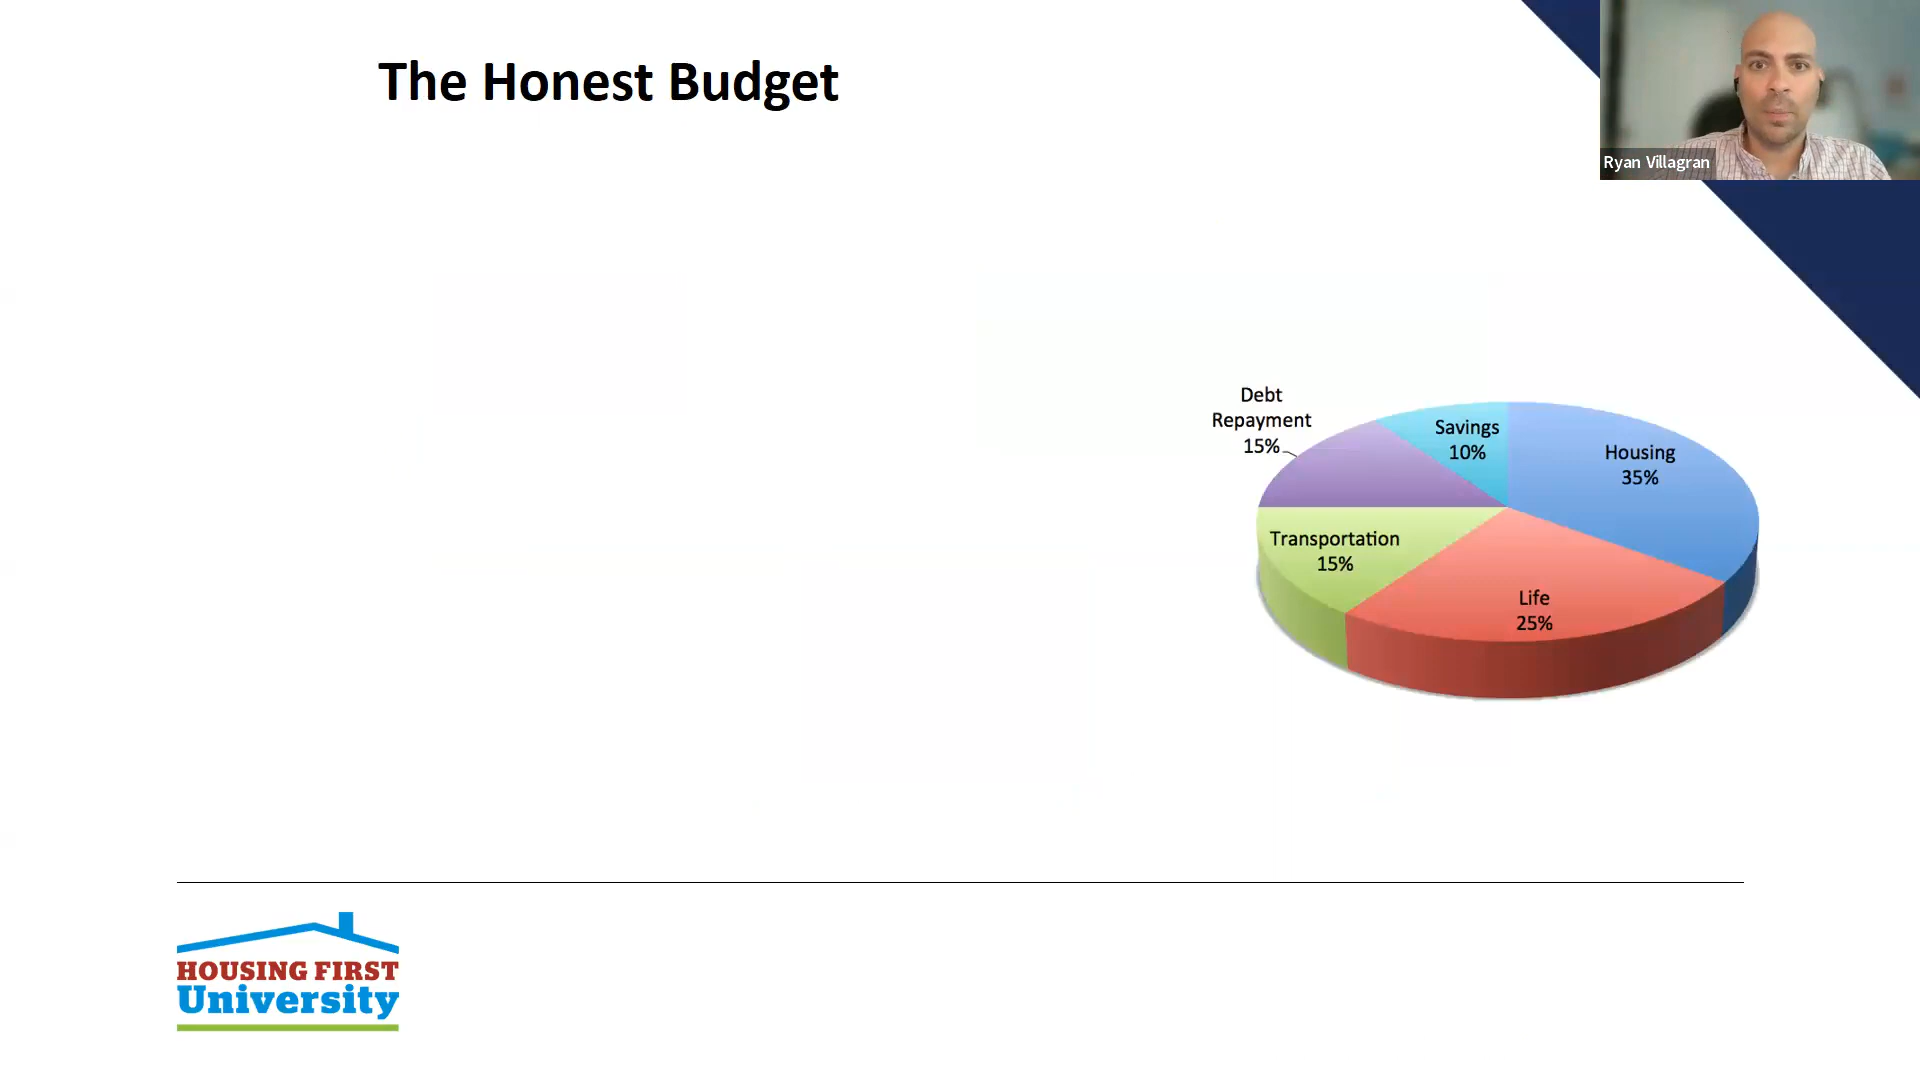 The Honest Budget
Ryan Villagran
Debt
Repayment
15%
Savings
10%
Housing
35%
Transportation
15%
Life
25%
HOUSING FIRST
University